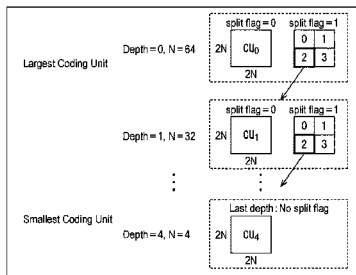 split flag=0 split flag=1
Largest Coding Unit
Depth=0, N=64
2N
CU0
2N
0 1
2 3
split flag=0 split flag=1
Depth=1, N=32
2N
CU1
2N
0 1
2 3
Last depth: No split flag
Smallest Coding Unit
Depth=4, N=4
2N
CU4
2N